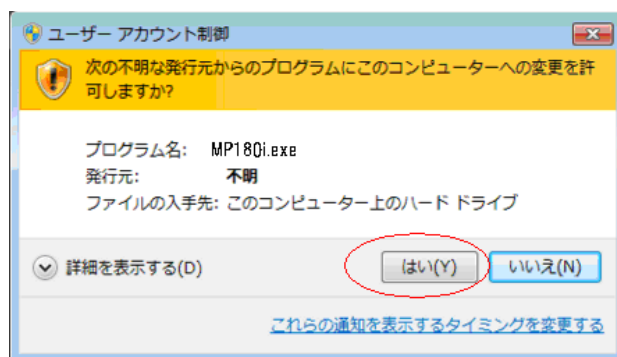 ユーザー アカウント制御
次の不明な発行元からのプログラムにこのコンピューターへの変更を許
可しますか?
プログラム名: MP180i.exe
発行元: 不明
ファイルの入手先: このコンピューター上のハード ドライブ
詳細を表示する(D)
はい(Y)
いいえ(N)
これらの通知を表示するタイミングを変更する